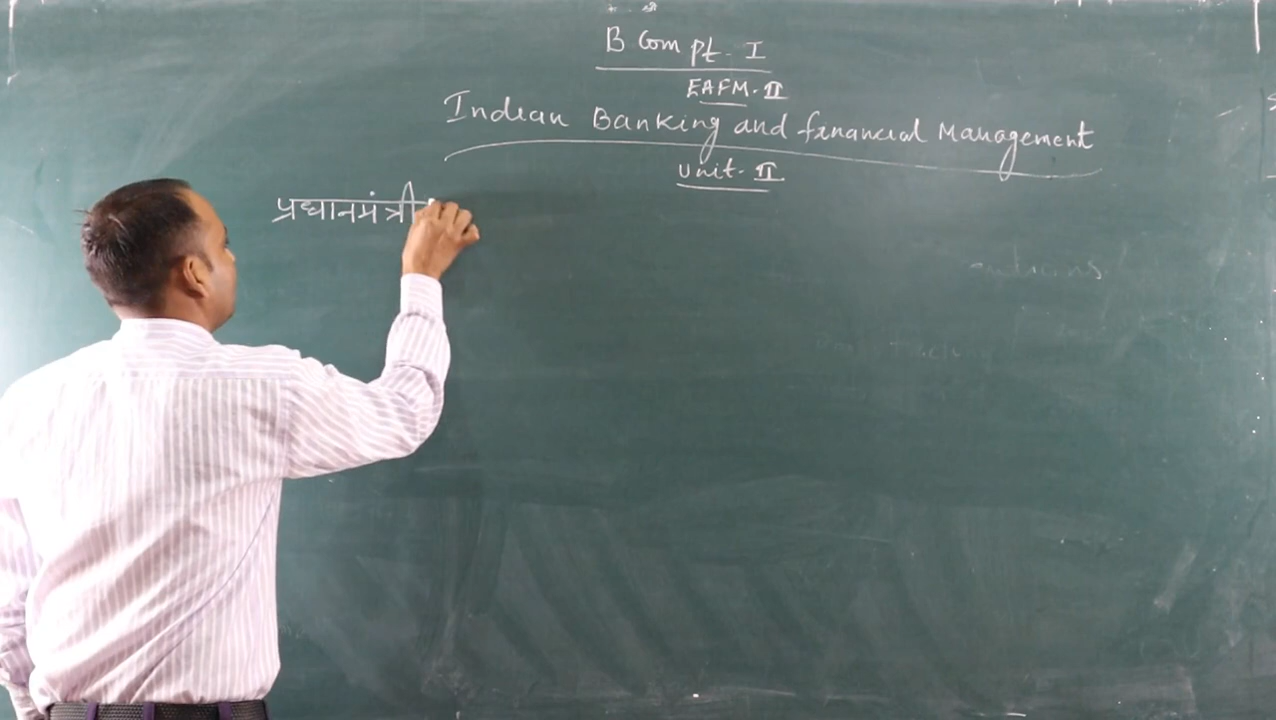 B Com pt. I
EAFM. II
Indian Banking and financial Management
Unit. II
प्रधानमंत्री